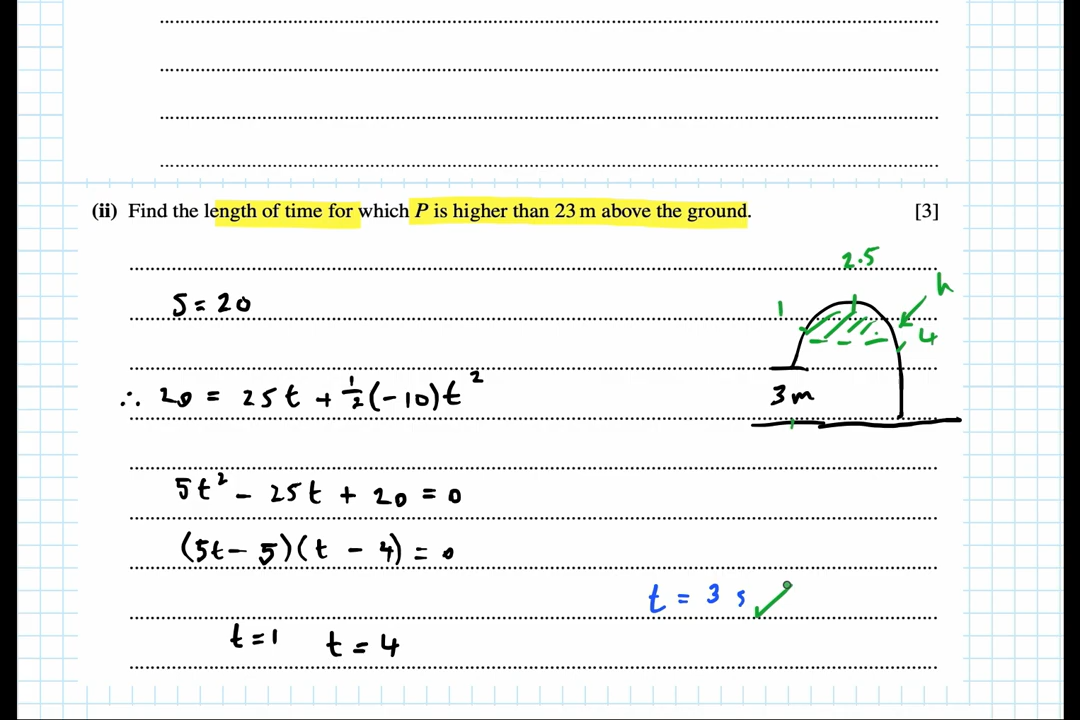 (ii) Find the length of time for which P is higher than 23 m above the ground. [3]
2.5
s = 20
1
h
4
∴ 20 = 25t + ½(-10)t²
3 m
5t² - 25t + 20 = 0
(5t - 5)(t - 4) = 0
t = 3 s ✓
t = 1 t = 4